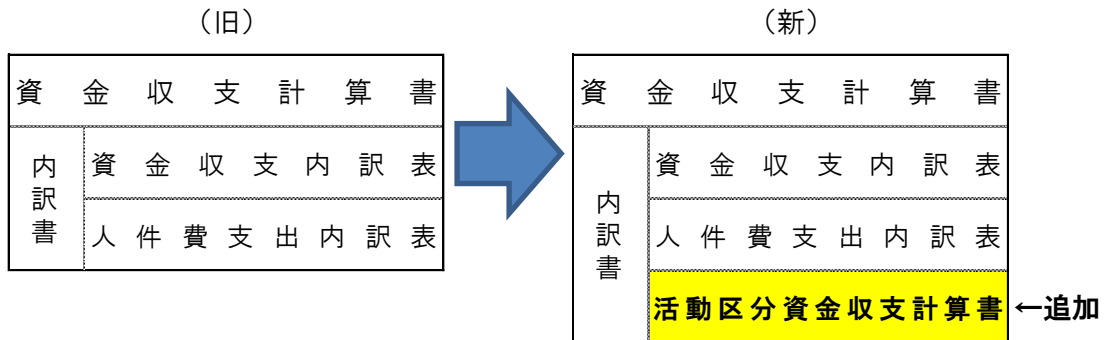 （旧）
資金収支計算書
内訳書
資金収支内訳表
人件費支出内訳表
（新）
資金収支計算書
内訳書
資金収支内訳表
人件費支出内訳表
活動区分資金収支計算書 ←追加